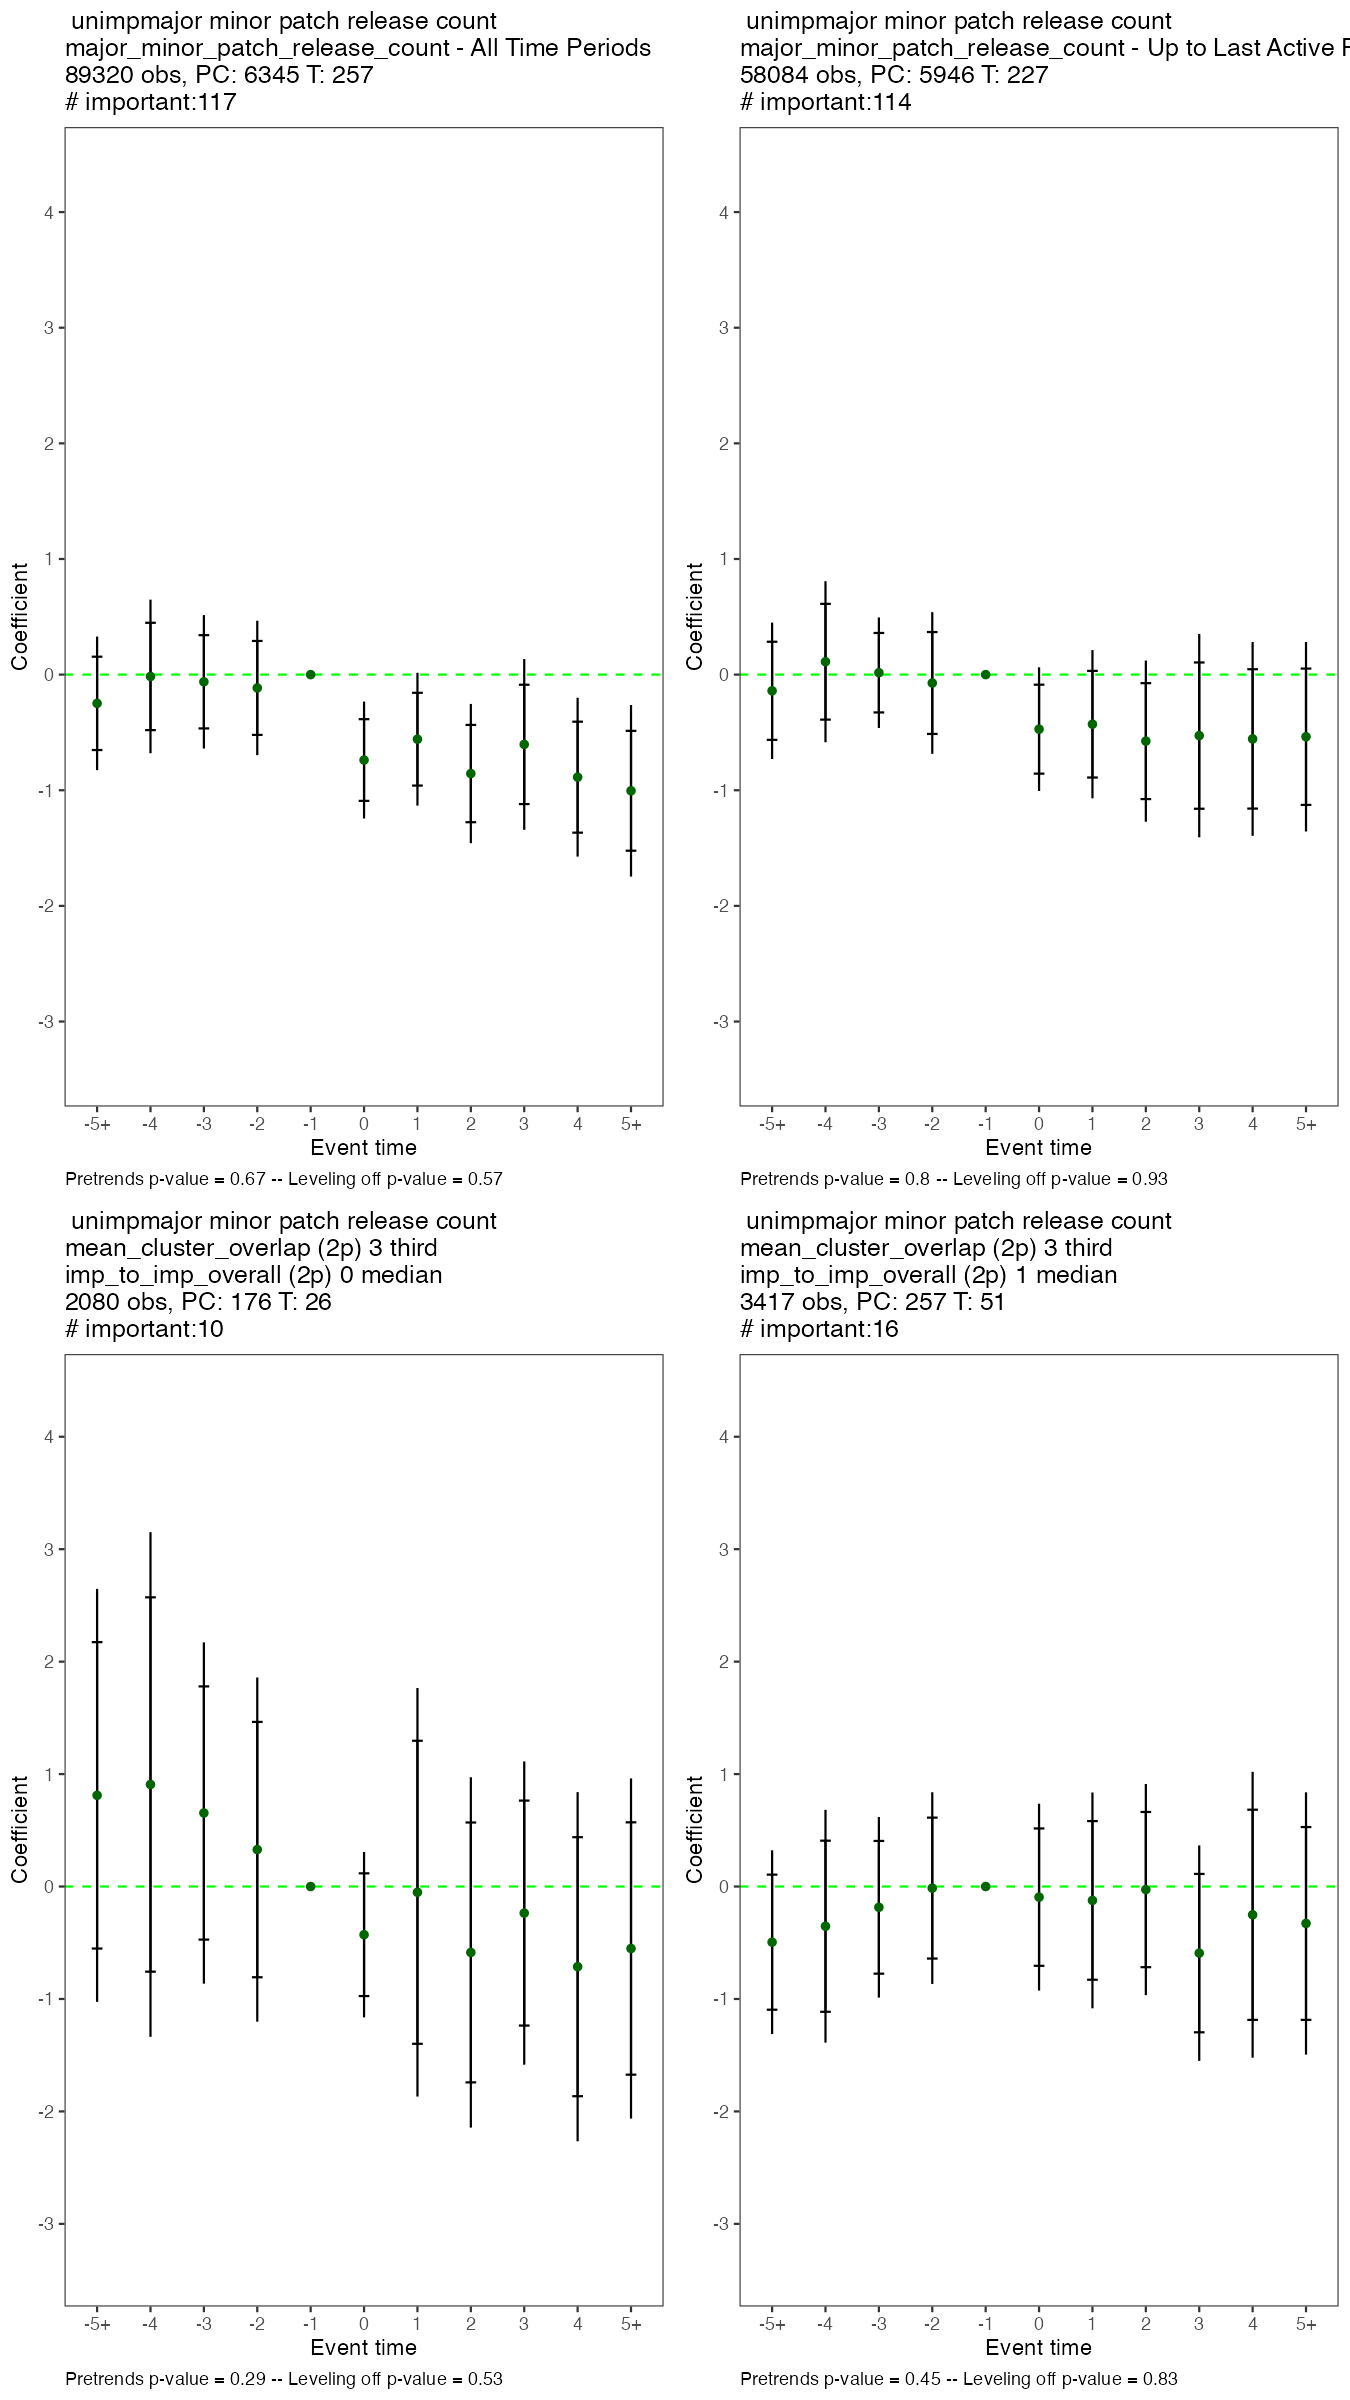 unimpmajor minor patch release count
major_minor_patch_release_count - All Time Periods
89320 obs, PC: 6345 T: 257
# important:117
Coefficient
4
3
2
1
0
-1
-2
-3
-5+ -4 -3 -2 -1 0 1 2 3 4 5+
Event time
Pretrends p-value = 0.67 -- Leveling off p-value = 0.57
unimpmajor minor patch release count
major_minor_patch_release_count - Up to Last Active
58084 obs, PC: 5946 T: 227
# important:114
Coefficient
4
3
2
1
0
-1
-2
-3
-5+ -4 -3 -2 -1 0 1 2 3 4 5+
Event time
Pretrends p-value = 0.8 -- Leveling off p-value = 0.93
unimpmajor minor patch release count
mean_cluster_overlap (2p) 3 third
imp_to_imp_overall (2p) 0 median
2080 obs, PC: 176 T: 26
# important:10
Coefficient
4
3
2
1
0
-1
-2
-3
-5+ -4 -3 -2 -1 0 1 2 3 4 5+
Event time
Pretrends p-value = 0.29 -- Leveling off p-value = 0.53
unimpmajor minor patch release count
mean_cluster_overlap (2p) 3 third
imp_to_imp_overall (2p) 1 median
3417 obs, PC: 257 T: 51
# important:16
Coefficient
4
3
2
1
0
-1
-2
-3
-5+ -4 -3 -2 -1 0 1 2 3 4 5+
Event time
Pretrends p-value = 0.45 -- Leveling off p-value = 0.83